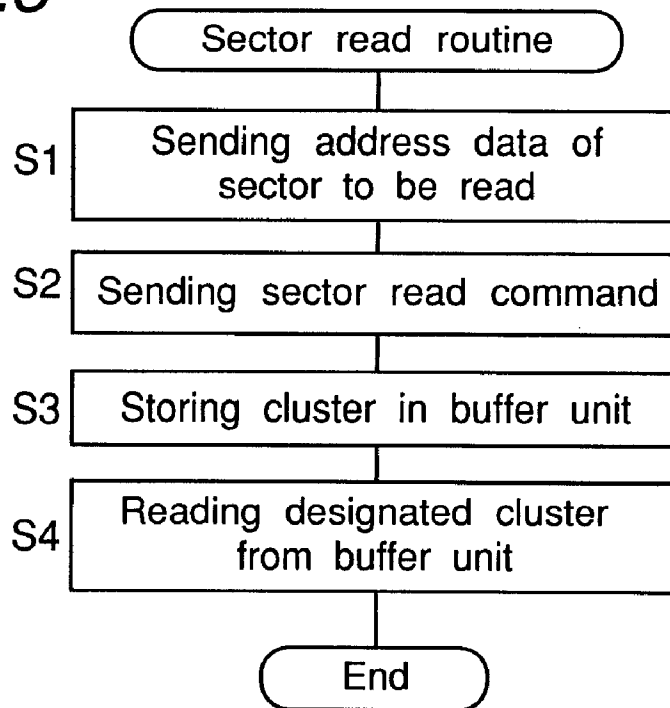 Sector read routine
S1
Sending address data of
sector to be read
S2
Sending sector read command
S3
Storing cluster in buffer unit
S4
Reading designated cluster
from buffer unit
End